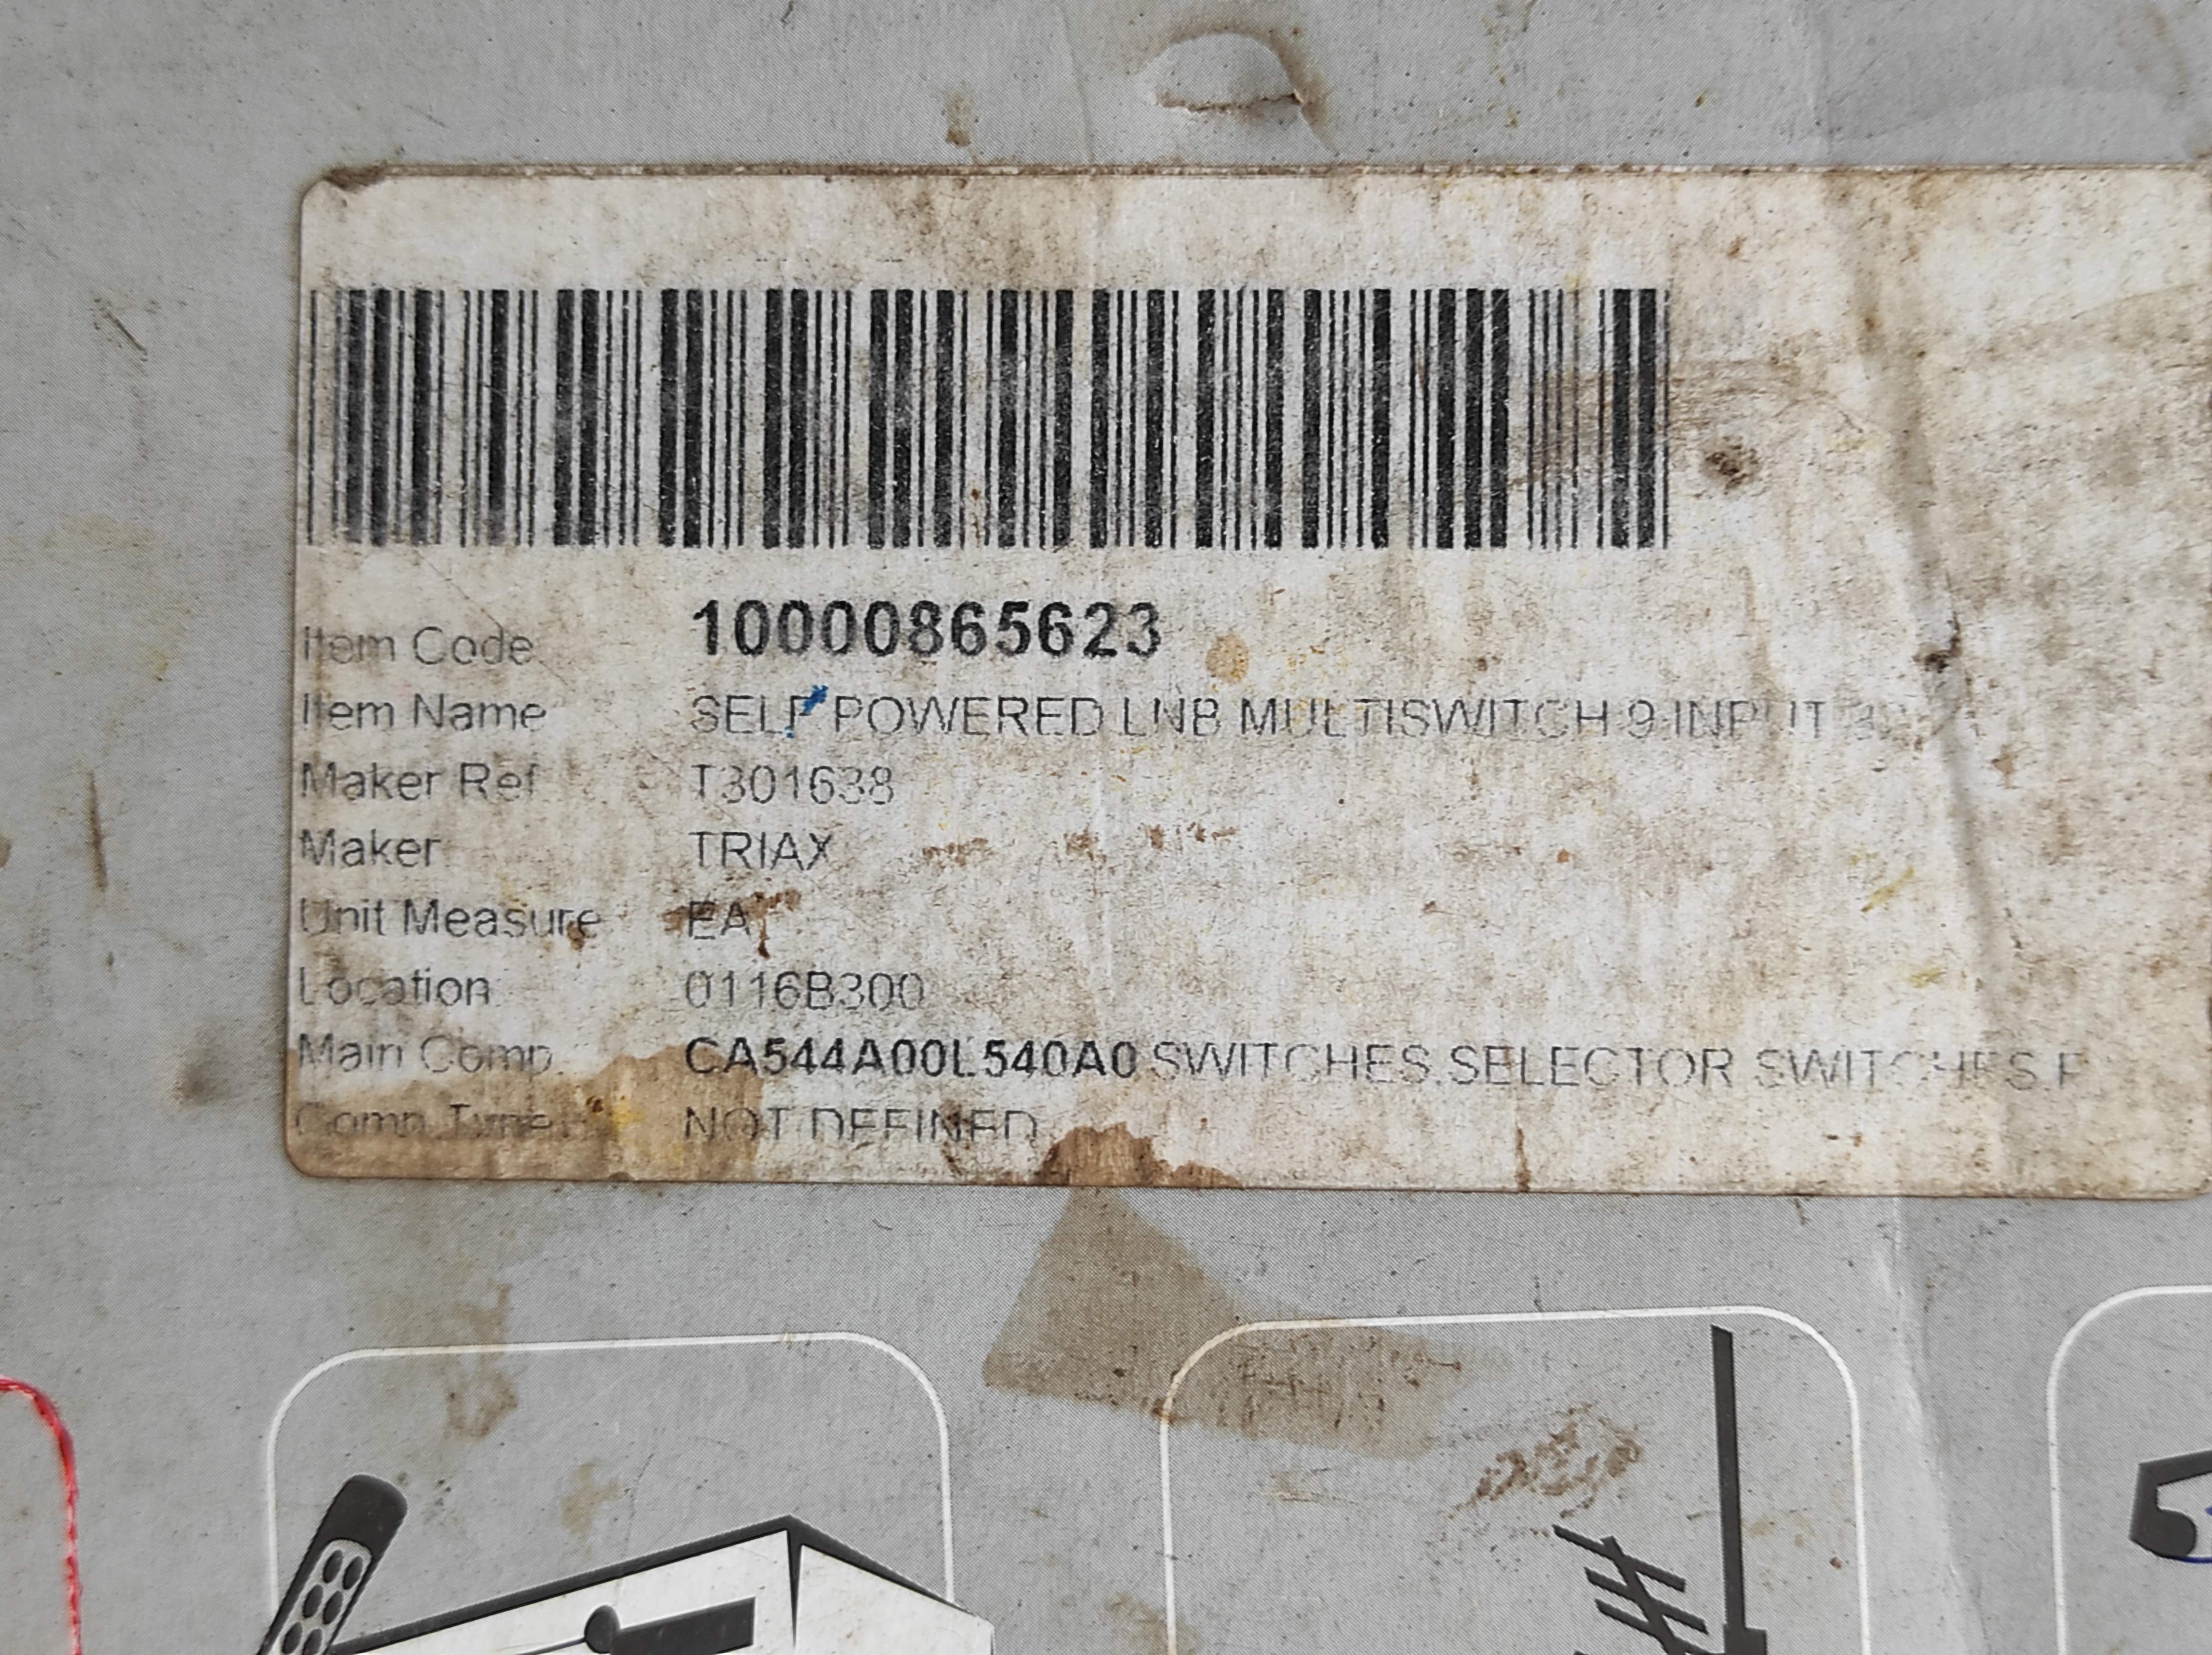 Item Code 10000865623
Item Name SELF POWERED LNB MULTISWITCH 9 INPUT
Maker Ref T301638
Maker TRIAX
Unit Measure EA
Location 0116B300
Main Comp. CA544A00L540A0 SWITCHES.SELECTOR SWITCHES.F
Comp Type NOT DEFINED